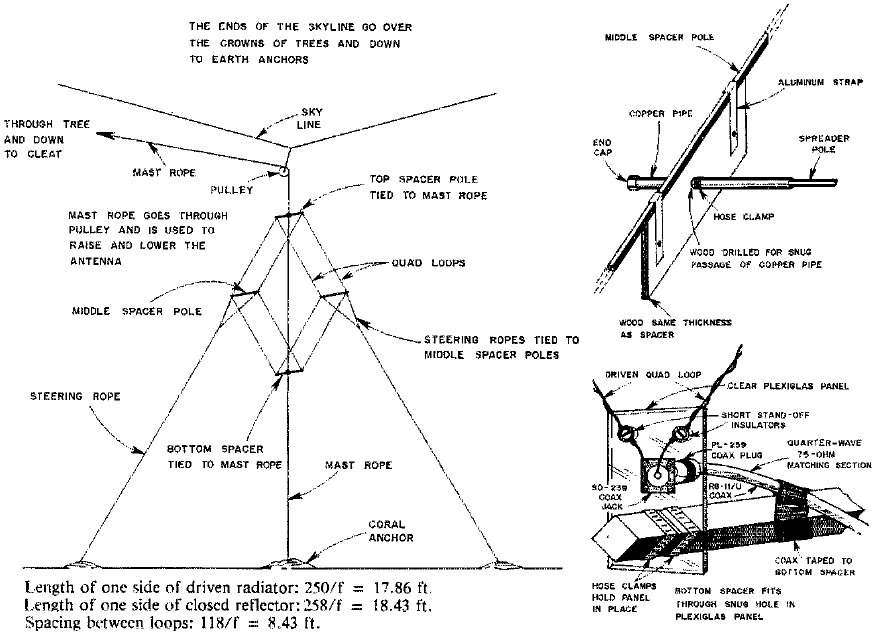 THE ENDS OF THE SKYLINE GO OVER
THE CROWNS OF TREES AND DOWN
TO EARTH ANCHORS
SKY
LINE
THROUGH TREE
AND DOWN
TO CLEAT
MAST ROPE
PULLEY
TOP SPACER POLE
TIED TO MAST ROPE
MAST ROPE GOES THROUGH
PULLEY AND IS USED TO
RAISE AND LOWER THE
ANTENNA
QUAD LOOPS
MIDDLE SPACER POLE
STEERING ROPES TIED TO
MIDDLE SPACER POLES
STEERING ROPE
BOTTOM SPACER
TIED TO MAST ROPE
MAST ROPE
CORAL
ANCHOR
Length of one side of driven radiator: 250/f = 17.86 ft.
Length of one side of closed reflector: 258/f = 18.43 ft.
Spacing between loops: 118/f = 8.43 ft.
MIDDLE SPACER POLE
ALUMINUM STRAP
COPPER PIPE
END
CAP
SPREADER
POLE
HOSE CLAMP
WOOD DRILLED FOR SNUG
PASSAGE OF COPPER PIPE
WOOD SAME THICKNESS
AS SPACER
DRIVEN QUAD LOOP
CLEAR PLEXIGLAS PANEL
SHORT STAND-OFF
INSULATORS
PL-259
COAX PLUG
QUARTER-WAVE
75-OHM
MATCHING SECTION
SO-239
COAX
JACK
RG-11/U
COAX
COAX TAPED TO
BOTTOM SPACER
HOSE CLAMPS
HOLD PANEL
IN PLACE
BOTTOM SPACER FITS
THROUGH SNUG HOLE IN
PLEXIGLAS PANEL